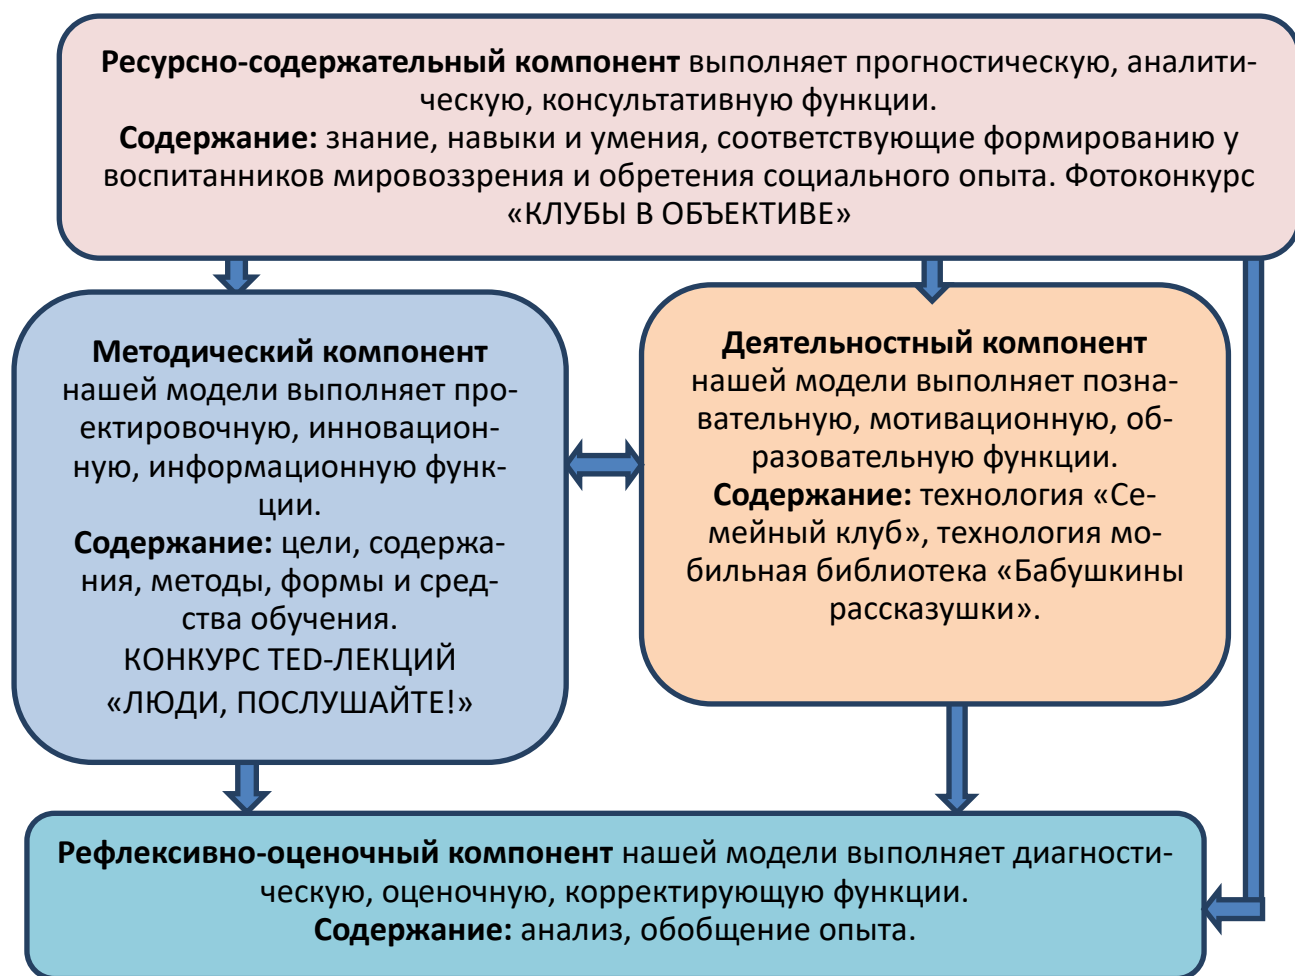 Ресурсно-содержательный компонент выполняет прогностическую, аналити-
ческую, консультативную функции.
Содержание: знание, навыки и умения, соответствующие формированию у
воспитанников мировоззрения и обретения социального опыта. Фотоконкурс
«КЛУБЫ В ОБЪЕКТИВЕ»
Методический компонент
нашей модели выполняет про-
ектировочную, инновацион-
ную, информационную функ-
ции.
Содержание: цели, содержа-
ния, методы, формы и сред-
ства обучения.
КОНКУРС TED-ЛЕКЦИЙ
«ЛЮДИ, ПОСЛУШАЙТЕ!»
Деятельностный компонент
нашей модели выполняет позна-
вательную, мотивационную, об-
разовательную функции.
Содержание: технология «Се-
мейный клуб», технология мо-
бильная библиотека «Бабушкины
рассказушки».
Рефлексивно-оценочный компонент нашей модели выполняет диагности-
ческую, оценочную, корректирующую функции.
Содержание: анализ, обобщение опыта.